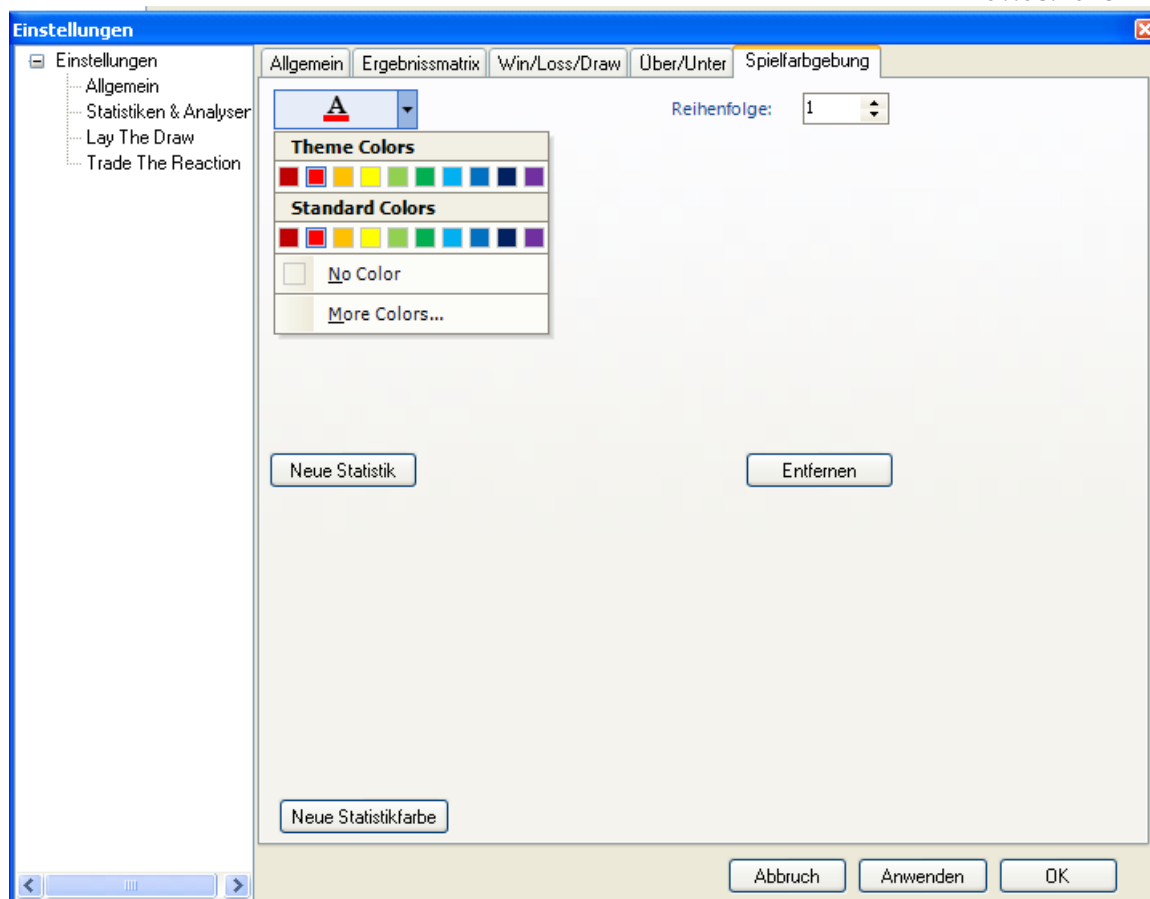 Einstellungen
Einstellungen
Allgemein
Statistiken & Analysen
Lay The Draw
Trade The Reaction
Allgemein Ergebnissmatrix Win/Loss/Draw Über/Unter Spielfarbgebung
A
Reihenfolge: 1
Theme Colors
Standard Colors
No Color
More Colors...
Neue Statistik Entfernen
Neue Statistikfarbe
Abbruch Anwenden OK